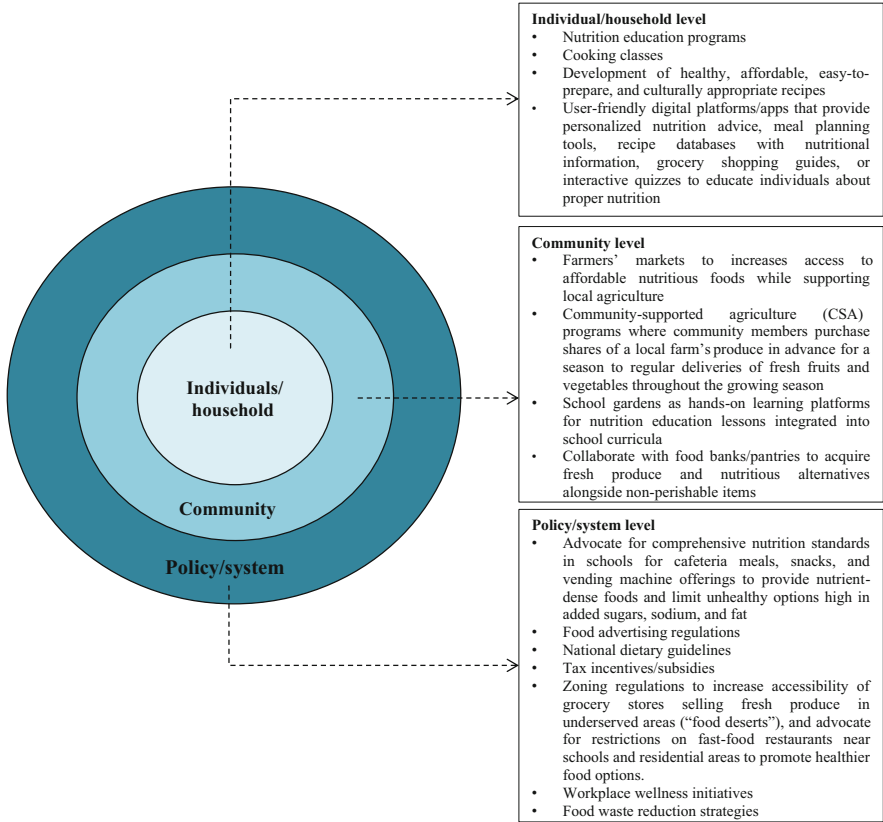 Individual/household level
• Nutrition education programs
• Cooking classes
• Development of healthy, affordable, easy-to-
prepare, and culturally appropriate recipes
• User-friendly digital platforms/apps that provide
personalized nutrition advice, meal planning
tools, recipe databases with nutritional
information, grocery shopping guides, or
interactive quizzes to educate individuals about
proper nutrition
Community level
• Farmers’ markets to increases access to
affordable nutritious foods while supporting
local agriculture
• Community-supported agriculture (CSA)
programs where community members purchase
shares of a local farm’s produce in advance for a
season to regular deliveries of fresh fruits and
vegetables throughout the growing season
• School gardens as hands-on learning platforms
for nutrition education lessons integrated into
school curricula
• Collaborate with food banks/pantries to acquire
fresh produce and nutritious alternatives
alongside non-perishable items
Policy/system level
• Advocate for comprehensive nutrition standards
in schools for cafeteria meals, snacks, and
vending machine offerings to provide nutrient-
dense foods and limit unhealthy options high in
added sugars, sodium, and fat
• Food advertising regulations
• National dietary guidelines
• Tax incentives/subsidies
• Zoning regulations to increase accessibility of
grocery stores selling fresh produce in
underserved areas (“food deserts”), and advocate
for restrictions on fast-food restaurants near
schools and residential areas to promote healthier
food options.
• Workplace wellness initiatives
• Food waste reduction strategies
Individuals/
household
Community
Policy/system